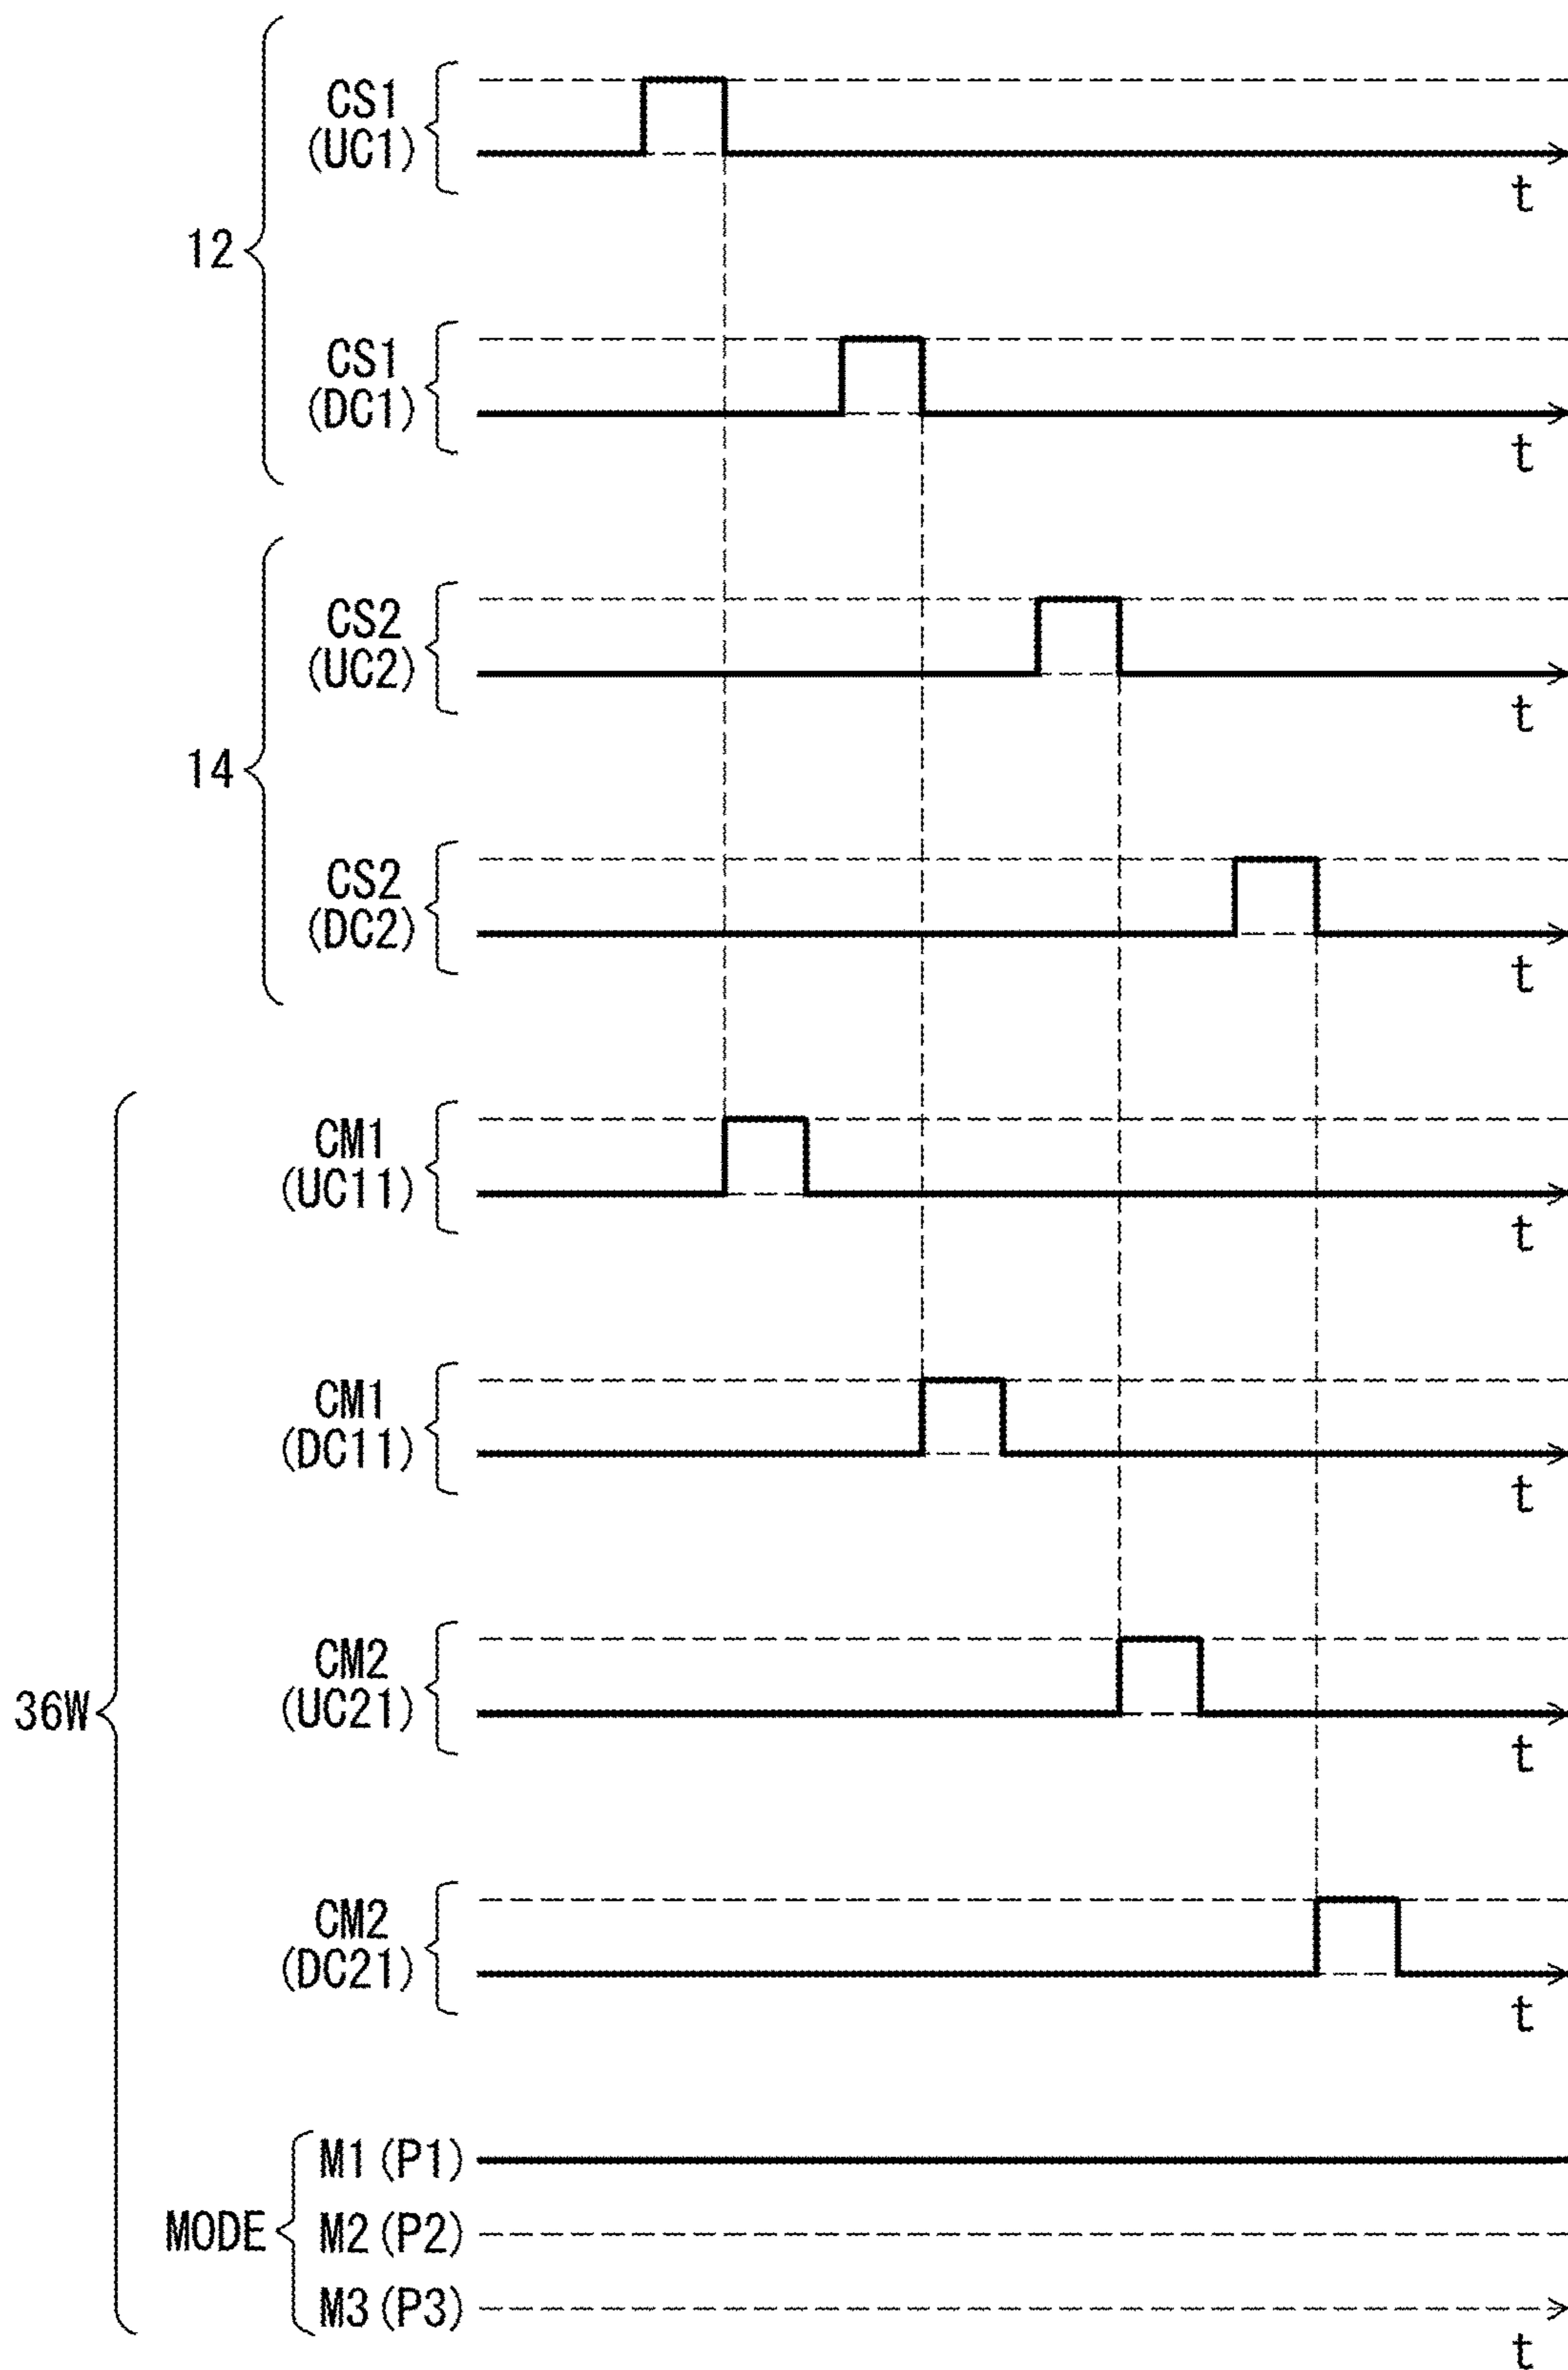 CS1
(UC1)
t
12
CS1
(DC1)
t
CS2
(UC2)
t
14
CS2
(DC2)
t
CM1
(UC11)
t
CM1
(DC11)
t
CM2
(UC21)
t
36W
CM2
(DC21)
t
M1(P1)
MODE
M2(P2)
M3(P3)
t